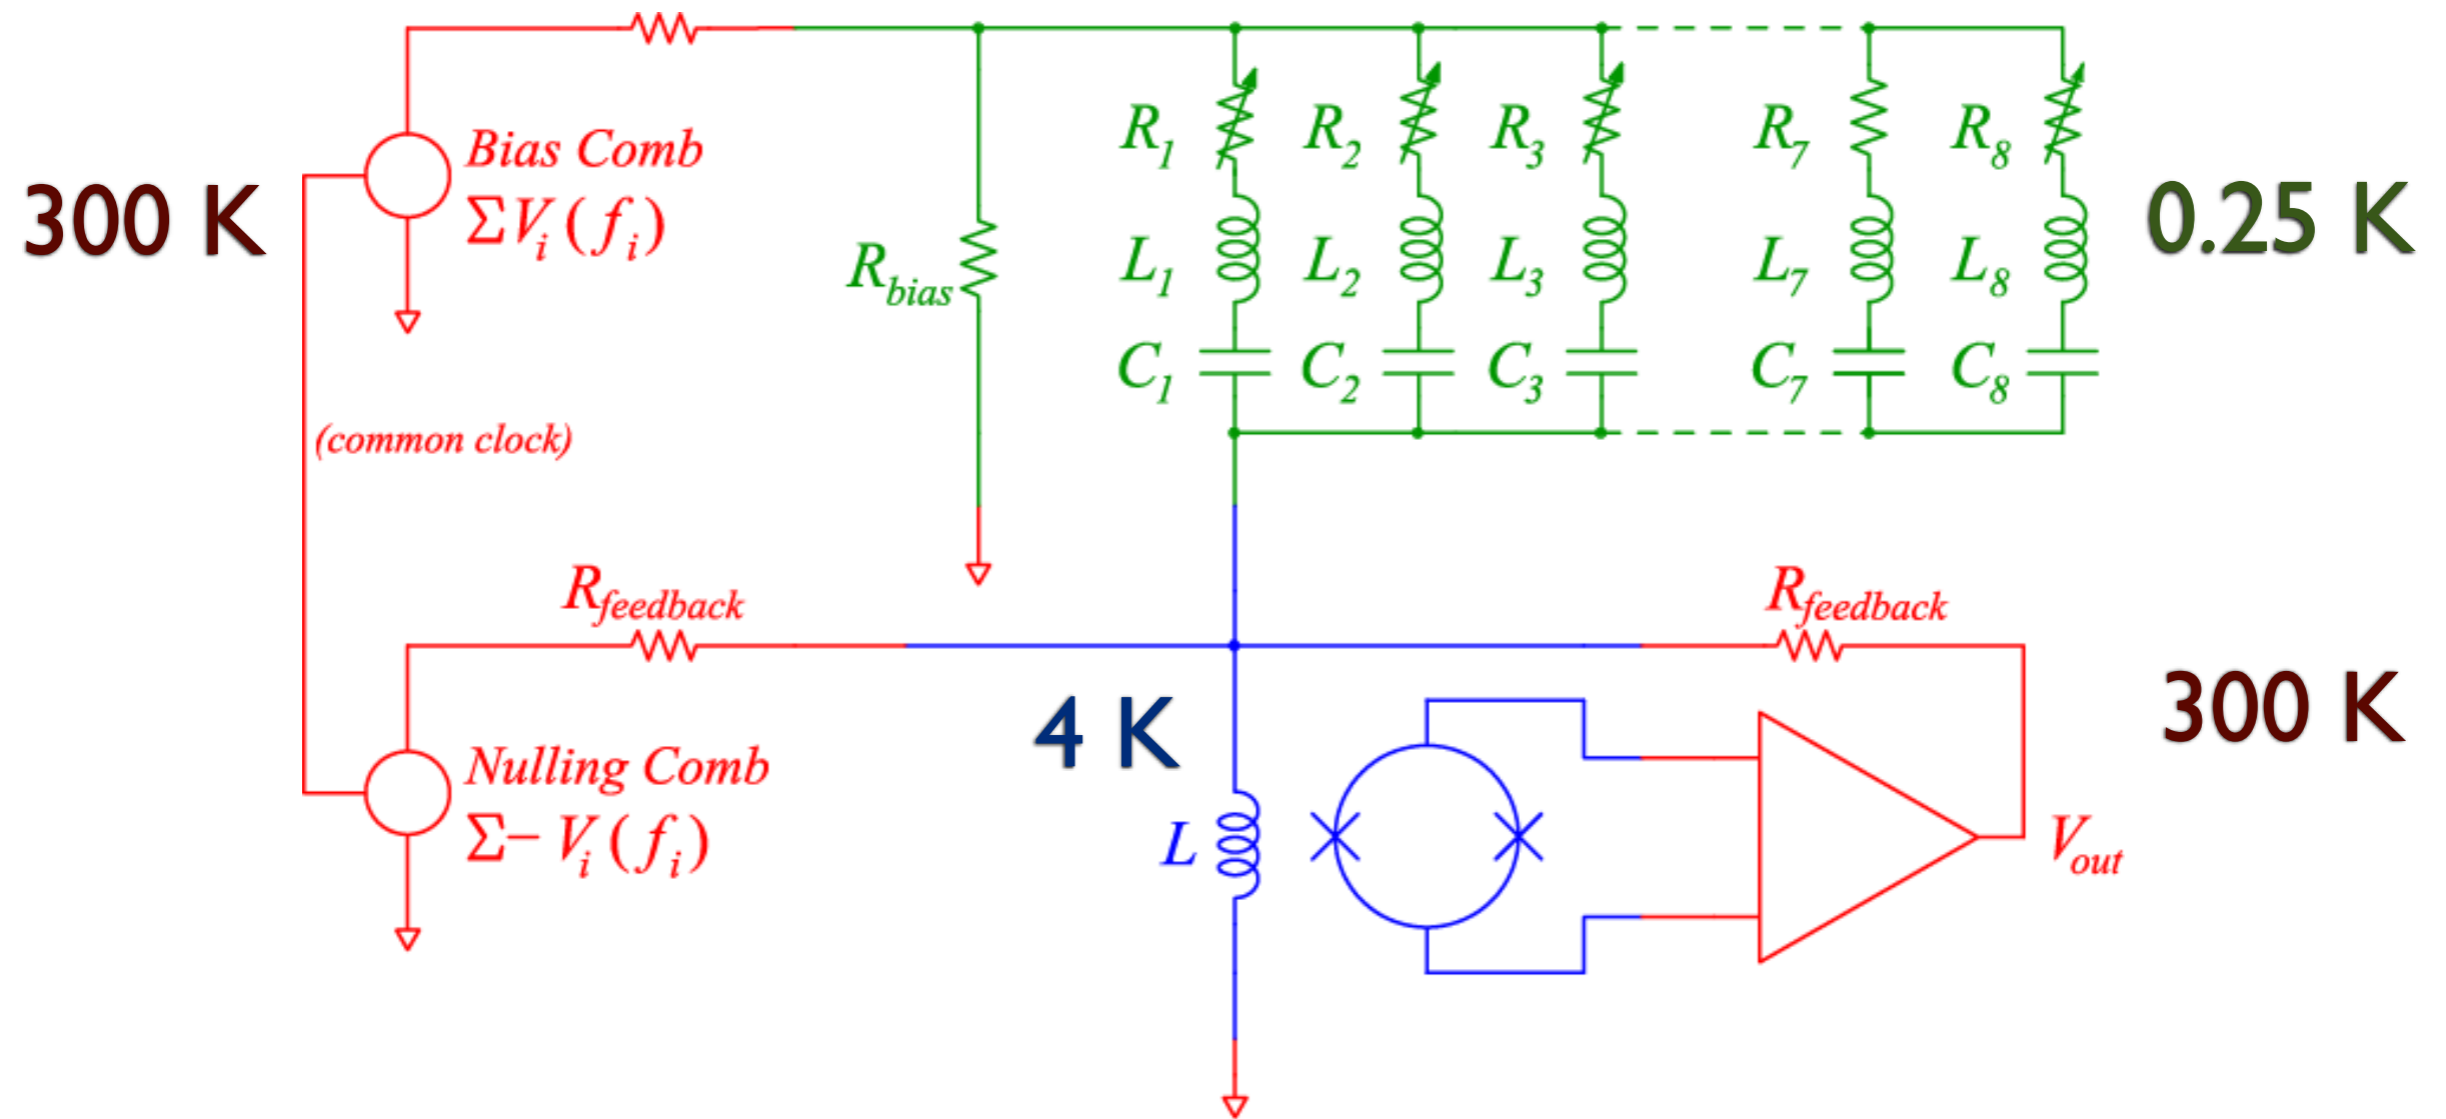 300 K
Bias Comb
ΣV_i (f_i)
R_bias
R_1
R_2
R_3
R_7
R_8
L_1
L_2
L_3
L_7
L_8
C_1
C_2
C_3
C_7
C_8
0.25 K
(common clock)
R_feedback
R_feedback
4 K
300 K
Nulling Comb
Σ− V_i (f_i)
L
V_out